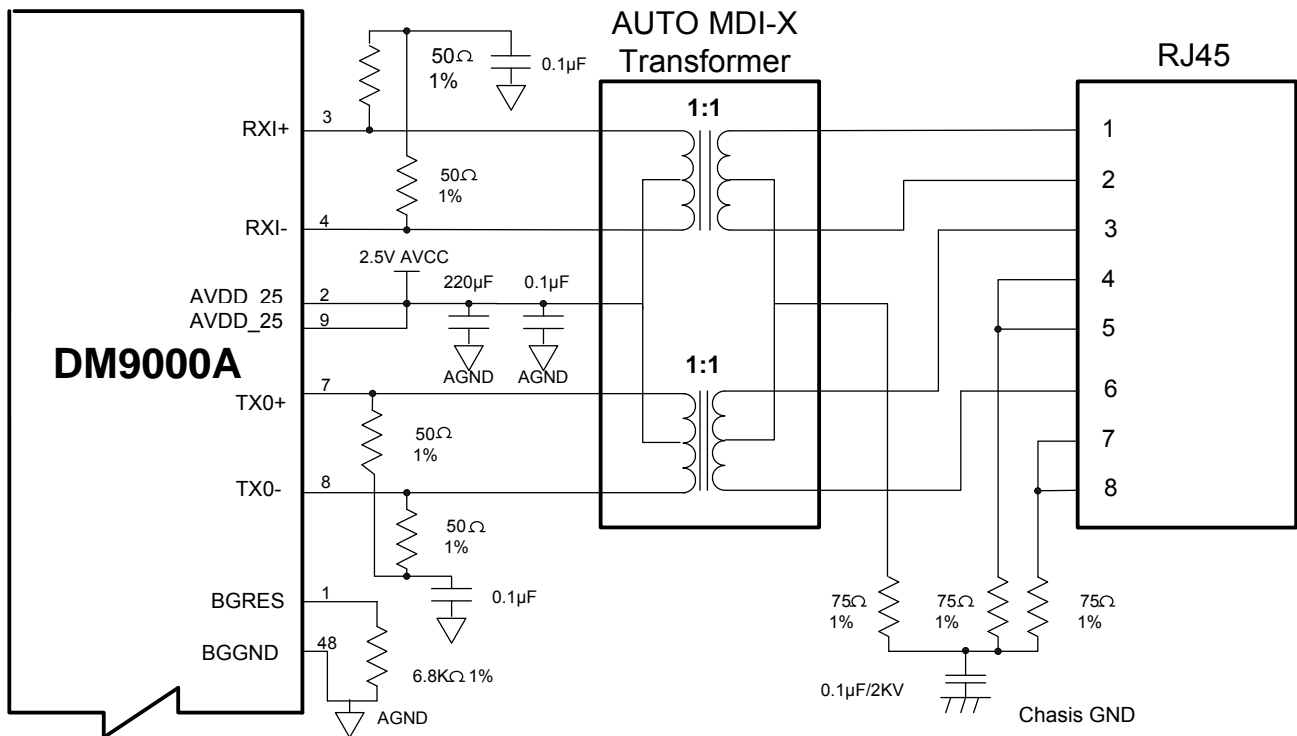 AUTO MDI-X
Transformer
RJ45
50Ω
1%
0.1µF
1:1
RXI+
3
1
50Ω
1%
2
RXI-
4
3
2.5V AVCC
4
AVDD_25
2
220µF
0.1µF
AVDD_25
9
5
DM9000A
AGND
AGND
1:1
TX0+
7
6
50Ω
1%
7
TX0-
8
8
50Ω
1%
BGRES
1
0.1µF
75Ω
1%
75Ω
1%
75Ω
1%
BGGND
48
6.8KΩ 1%
0.1µF/2KV
AGND
Chasis GND